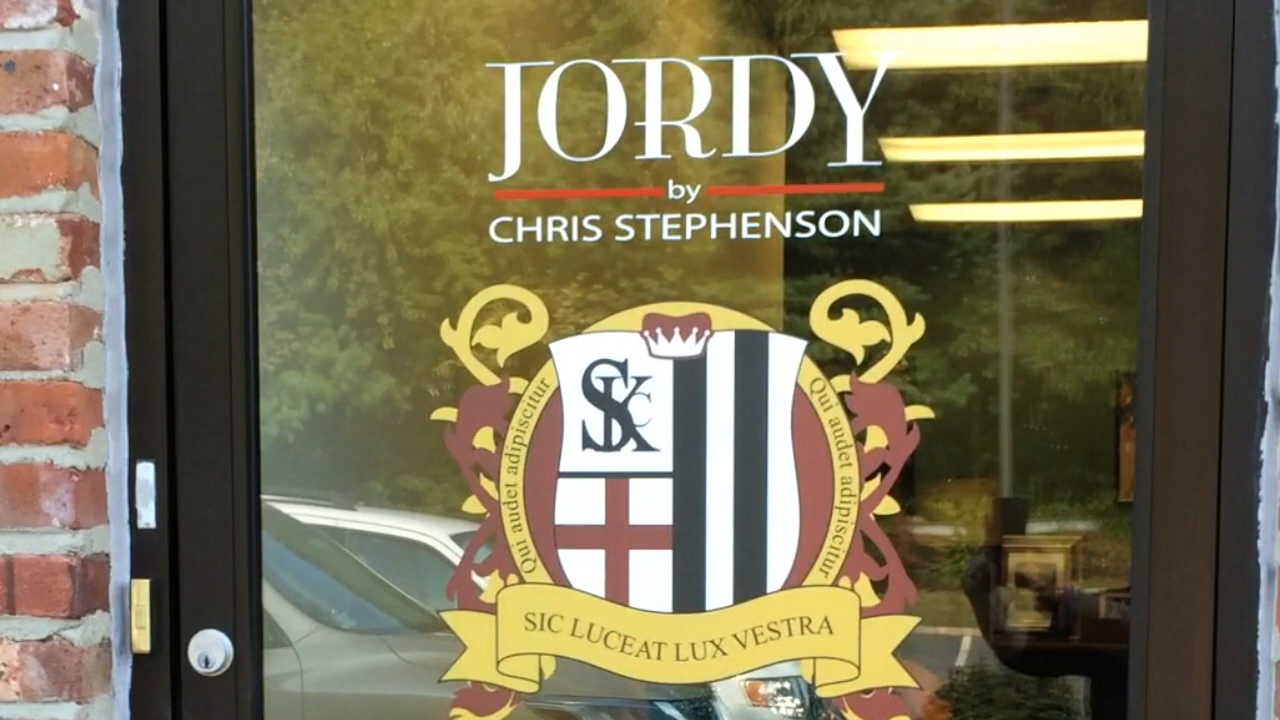 JORDY
by
CHRIS STEPHENSON
SKC
Qui audet adipiscitur
Qui audet adipiscitur
SIC LUCEAT LUX VESTRA